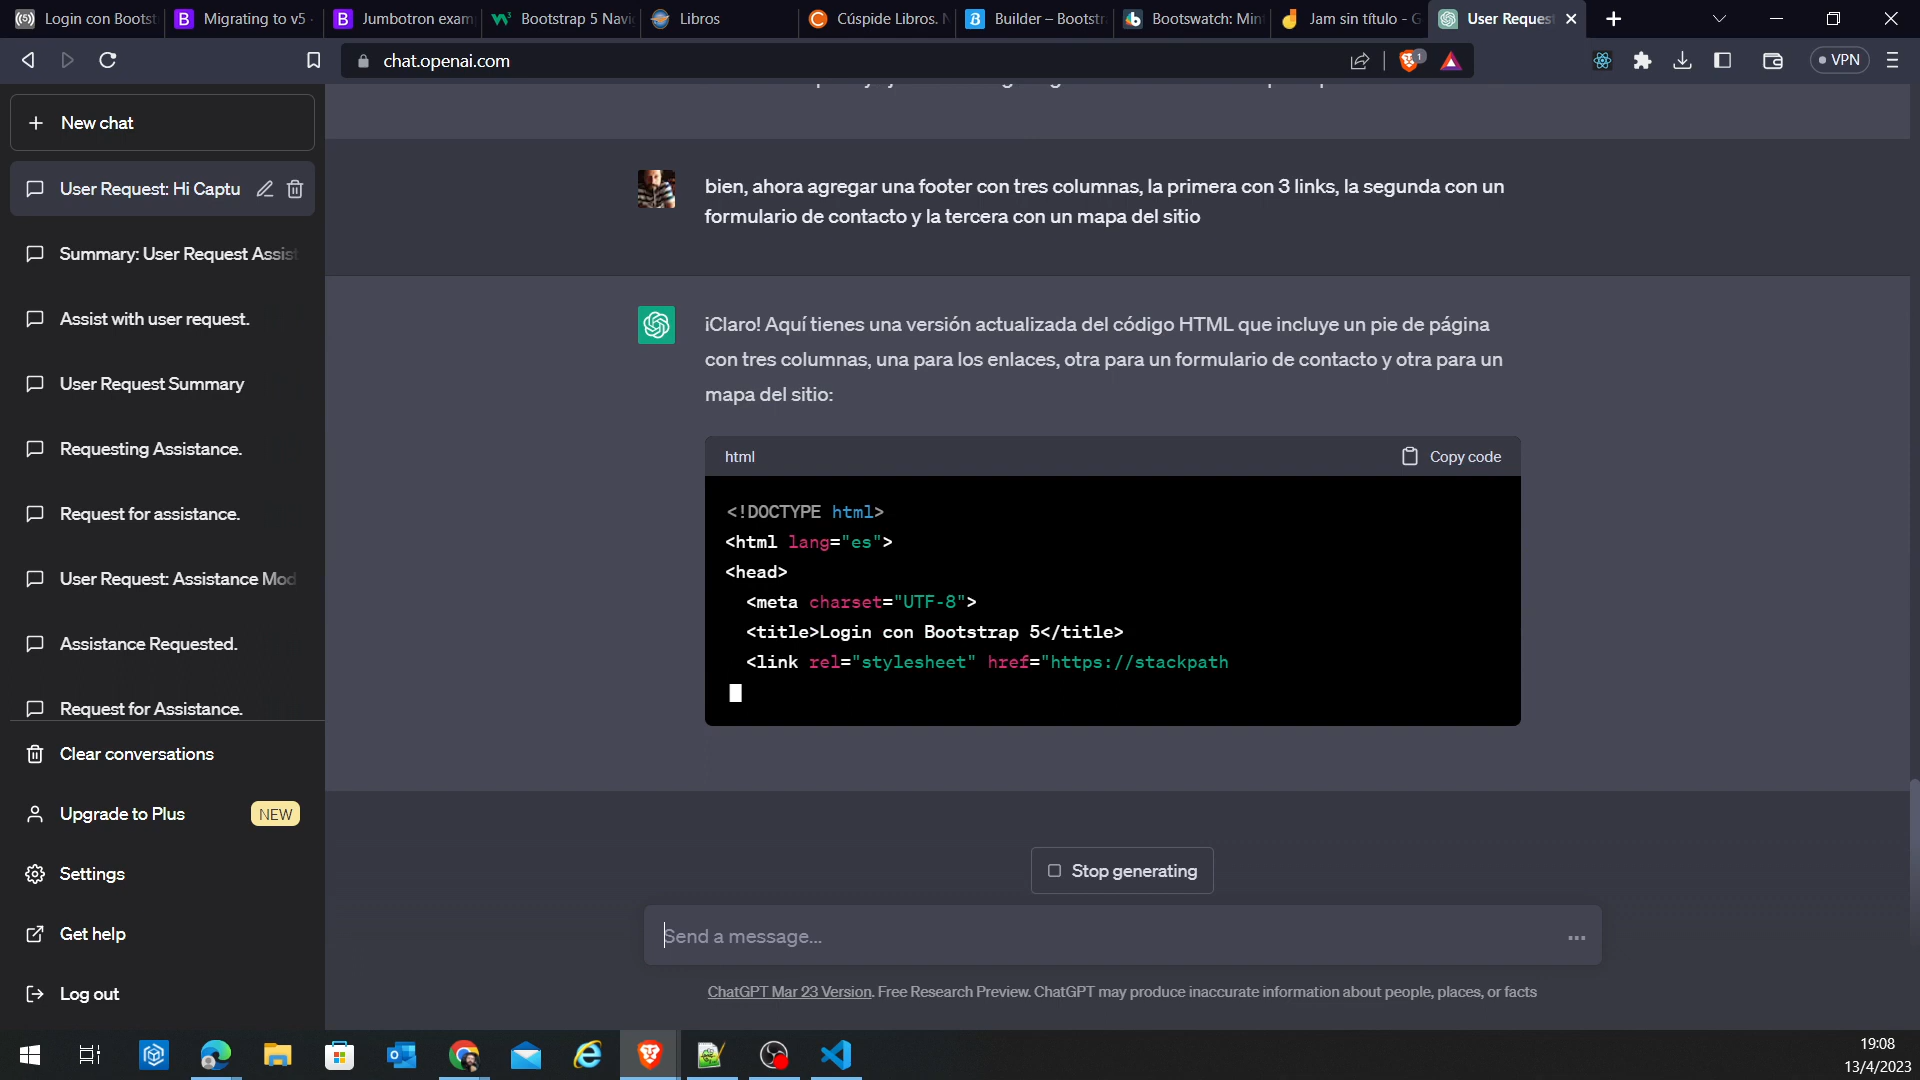 Login con Bootst
Migrating to v5
Jumbotron exam
Bootstrap 5 Navi
Libros
Cúspide Libros.
Builder – Bootstr
Bootswatch: Min
Jam sin título - G
User Reques
chat.openai.com
1
VPN
New chat
User Request: Hi Captu
Summary: User Request Assist
Assist with user request.
User Request Summary
Requesting Assistance.
Request for assistance.
User Request: Assistance Mod
Assistance Requested.
Request for Assistance.
Clear conversations
Upgrade to Plus
NEW
Settings
Get help
Log out
bien, ahora agregar una footer con tres columnas, la primera con 3 links, la segunda con un
formulario de contacto y la tercera con un mapa del sitio
¡Claro! Aquí tienes una versión actualizada del código HTML que incluye un pie de página
con tres columnas, una para los enlaces, otra para un formulario de contacto y otra para un
mapa del sitio:
html
Copy code
<!DOCTYPE html>
<html lang="es">
<head>
<meta charset="UTF-8">
<title>Login con Bootstrap 5</title>
<link rel="stylesheet" href="https://stackpath
Stop generating
Send a message...
ChatGPT Mar 23 Version. Free Research Preview. ChatGPT may produce inaccurate information about people, places, or facts
19:08
13/4/2023